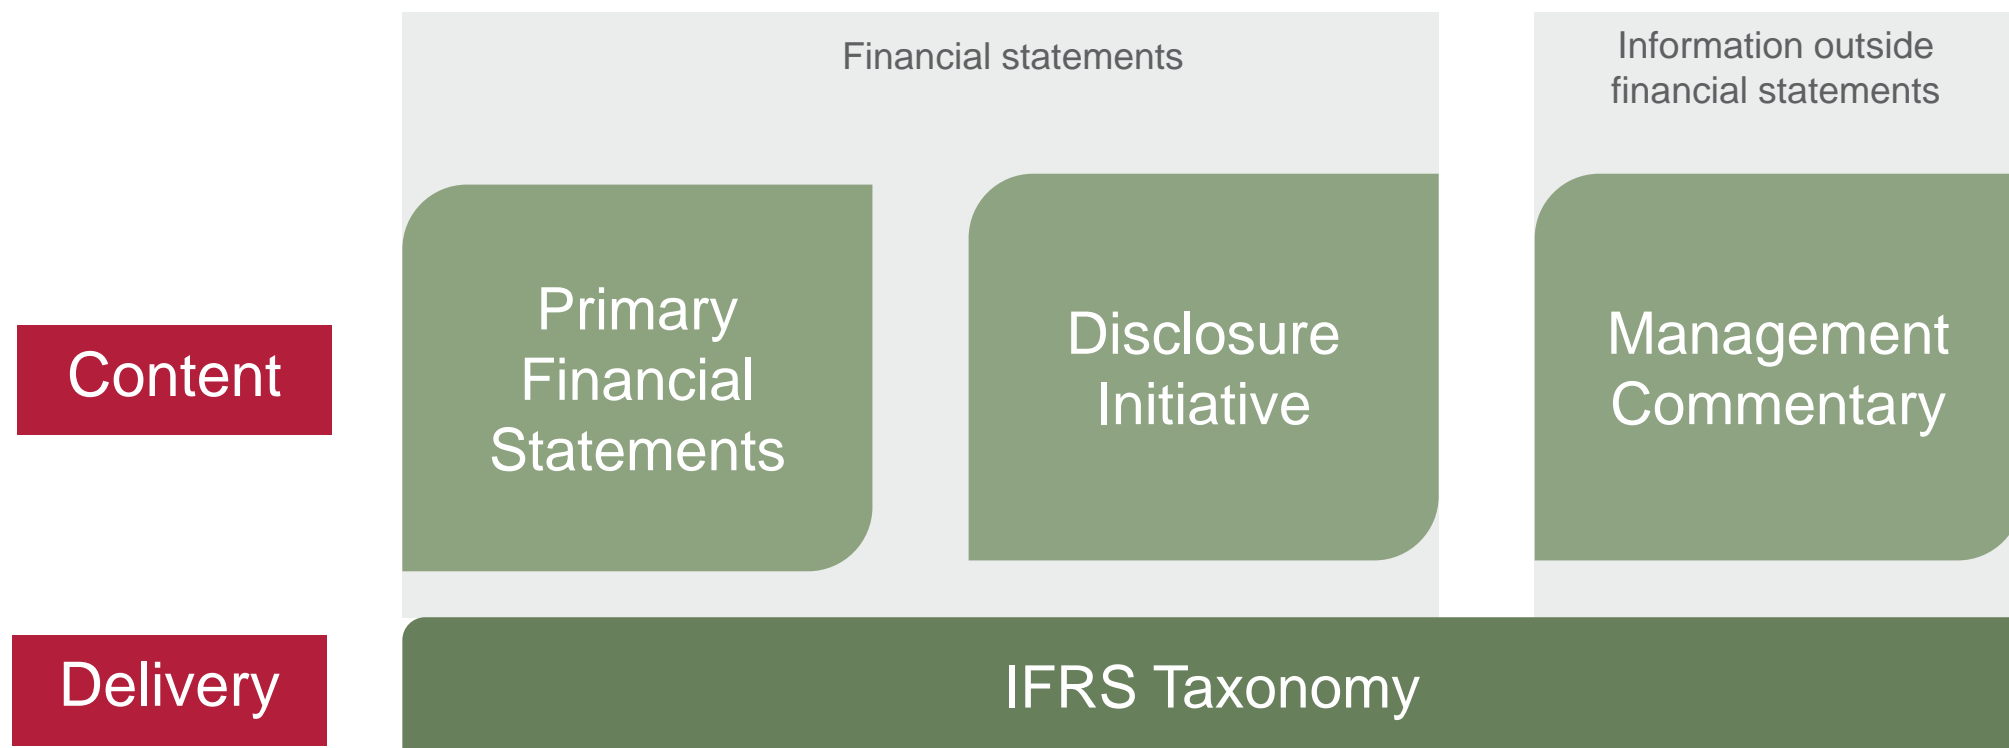 Financial statements
Information outside
financial statements
Content
Primary
Financial
Statements
Disclosure
Initiative
Management
Commentary
Delivery
IFRS Taxonomy